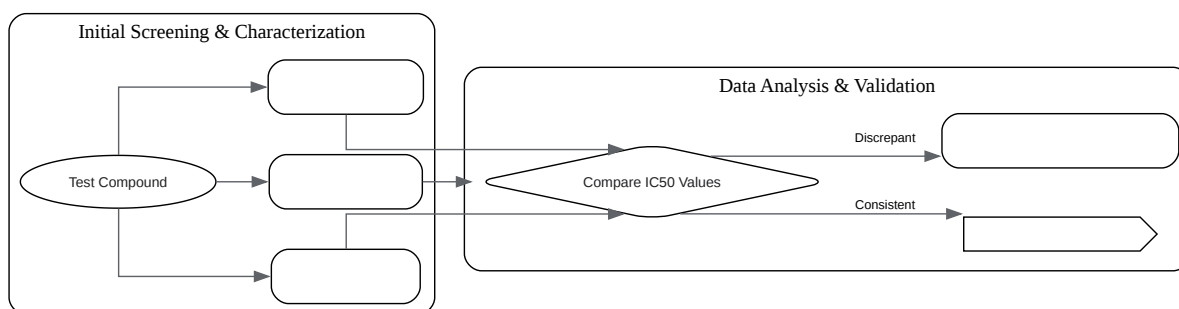 Initial Screening & Characterization
Data Analysis & Validation
Discrepant
Test Compound
Compare IC50 Values
Consistent